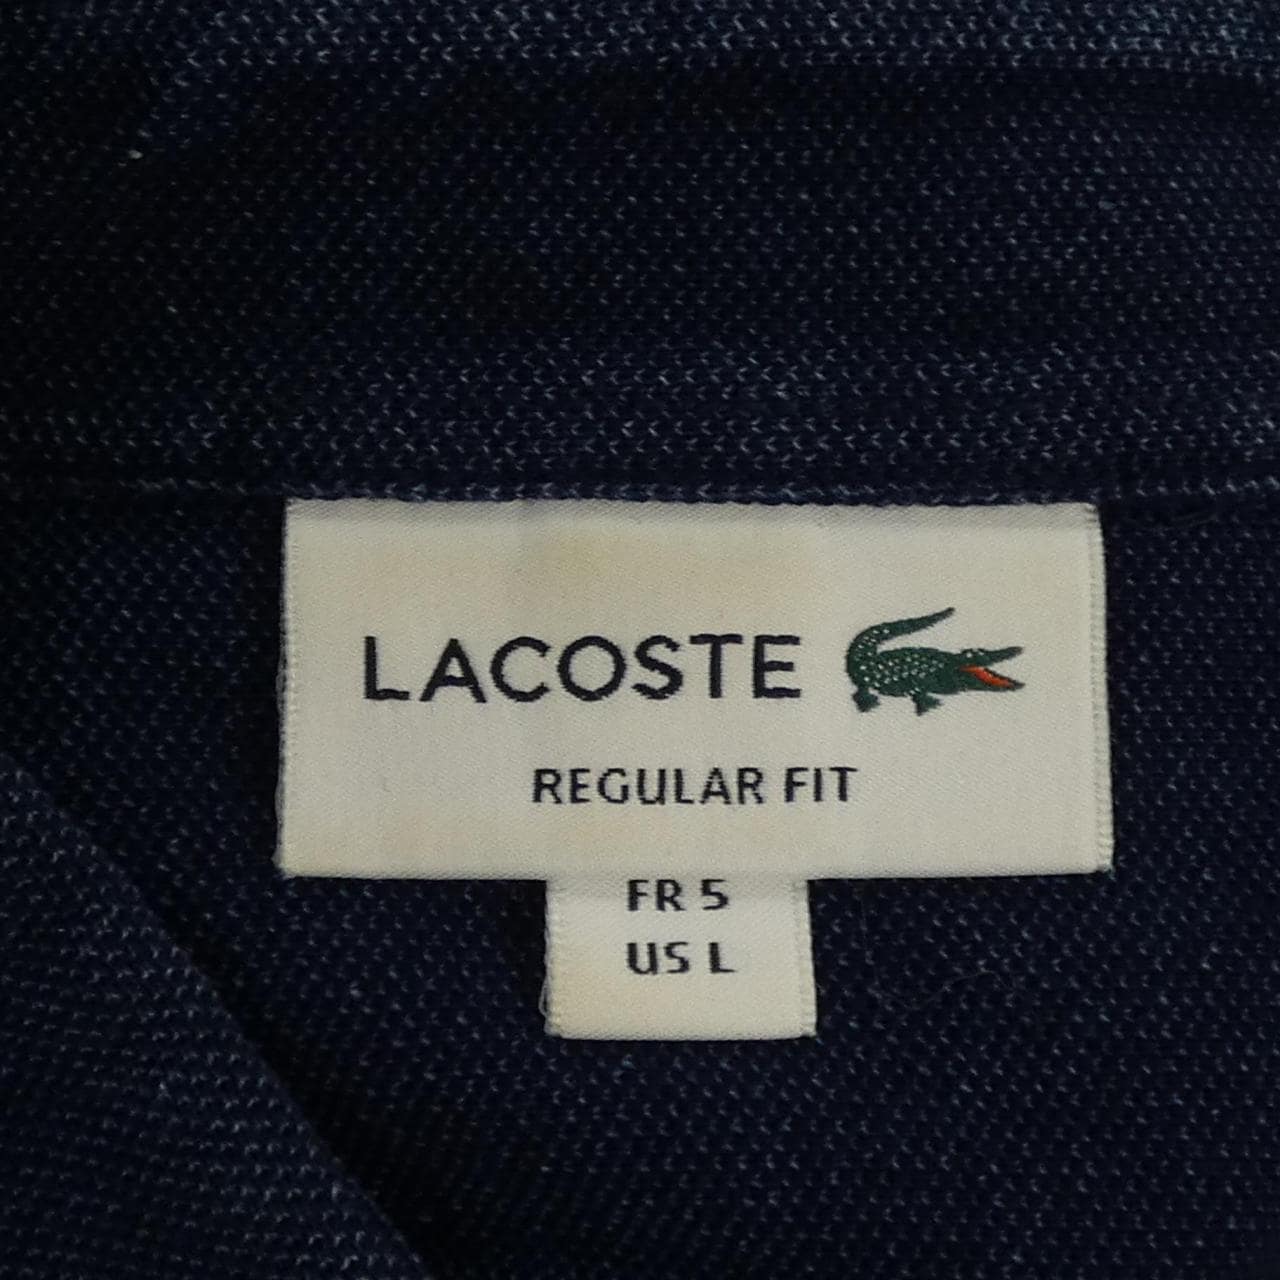 LACOSTE
REGULAR FIT
FR 5
US L